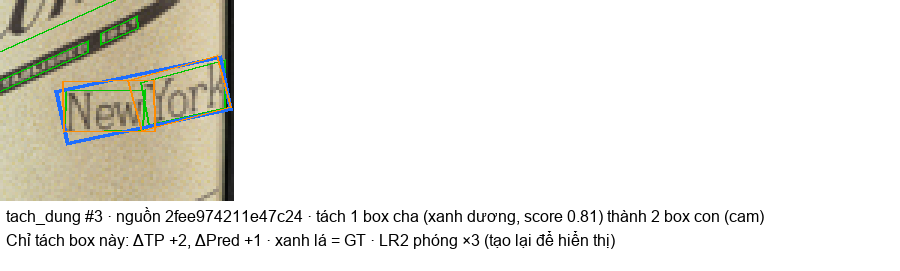 New York
tach_dung #3 · nguồn 2fee974211e47c24 · tách 1 box cha (xanh dương, score 0.81) thành 2 box con (cam)
Chỉ tách box này: ΔTP +2, ΔPred +1 · xanh lá = GT · LR2 phóng ×3 (tạo lại để hiển thị)